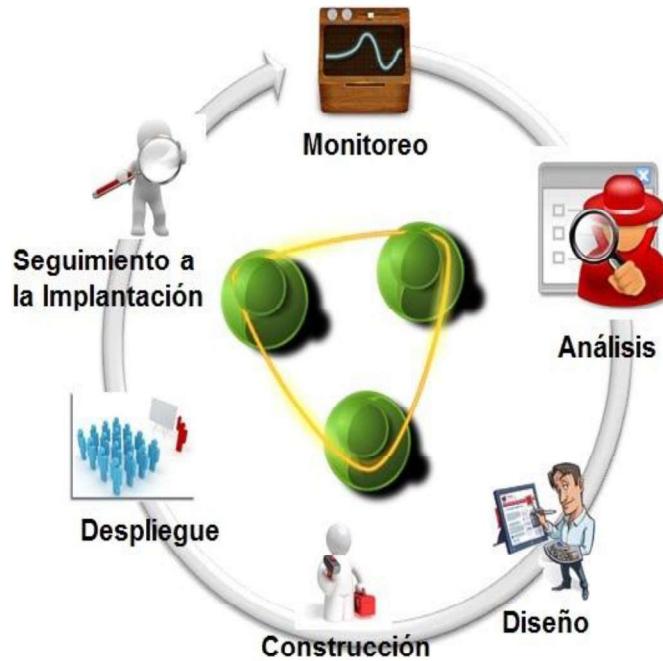 Monitoreo
Análisis
Diseño
Construcción
Despliegue
Seguimiento a
la Implantación